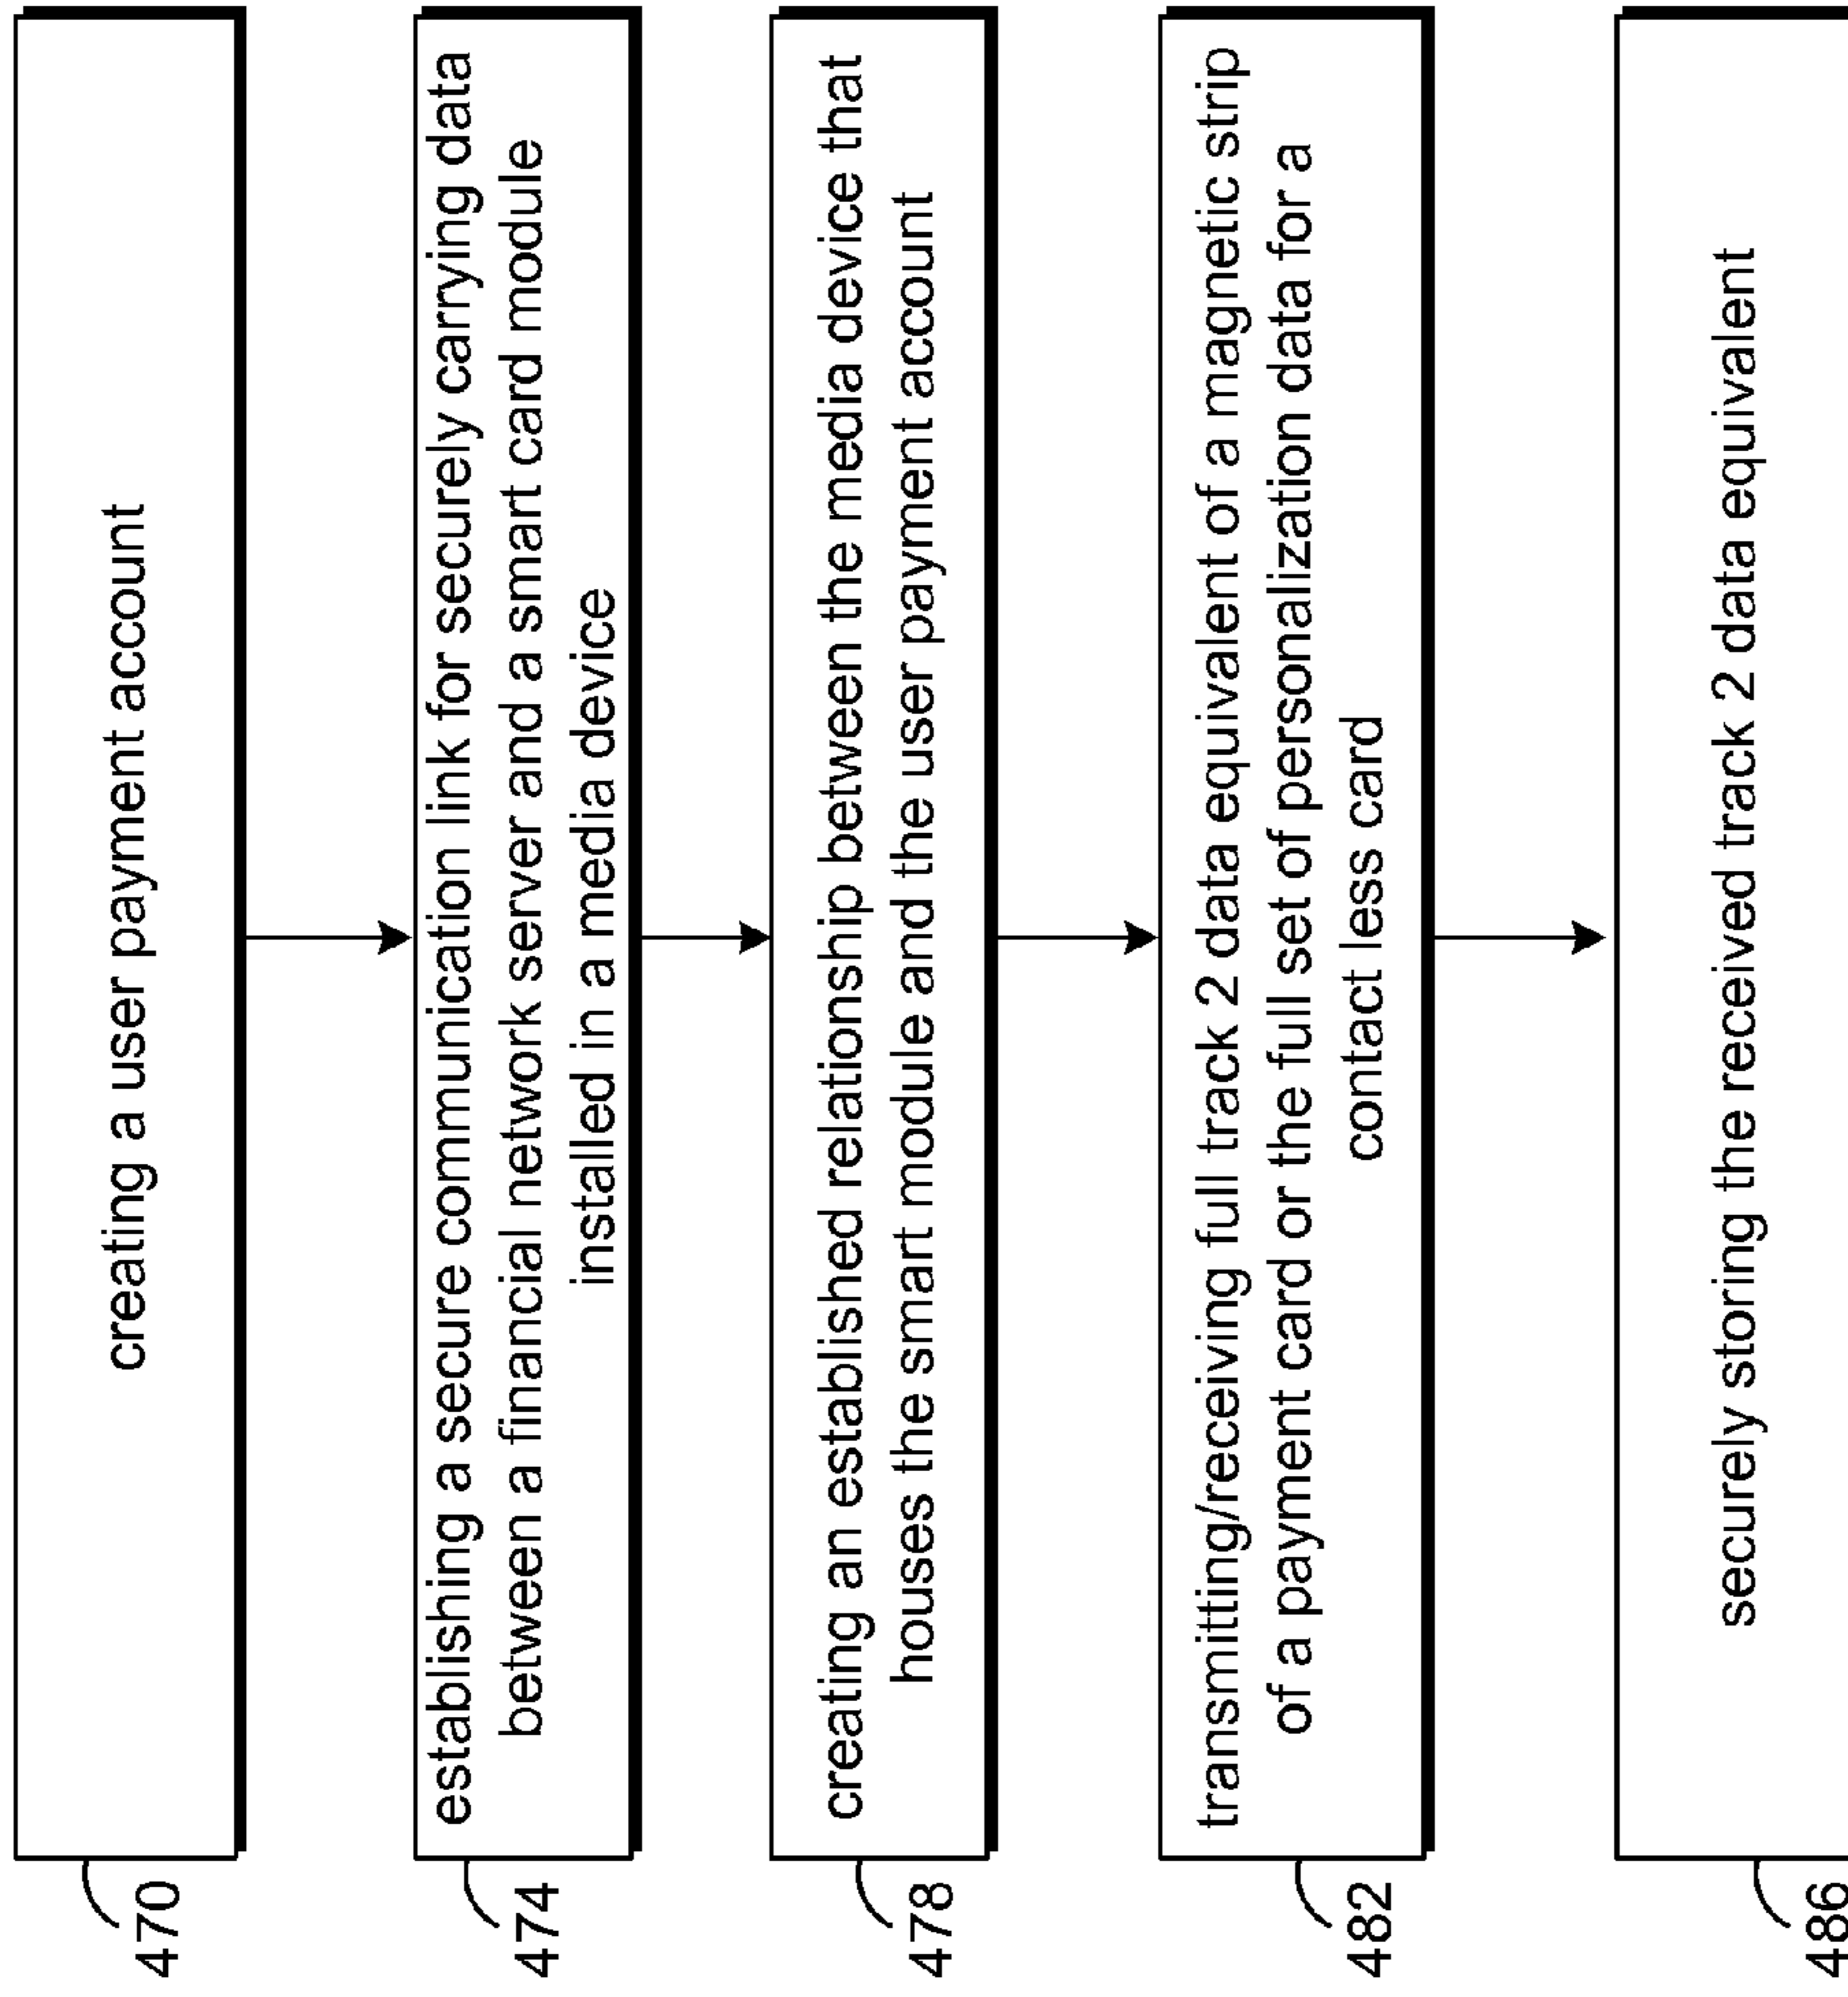 470
creating a user payment account
474
establishing a secure communication link for securely carrying data
between a financial network server and a smart card module
installed in a media device
478
creating an established relationship between the media device that
houses the smart module and the user payment account
482
transmitting/receiving full track 2 data equivalent of a magnetic strip
of a payment card or the full set of personalization data for a
contact less card
486
securely storing the received track 2 data equivalent